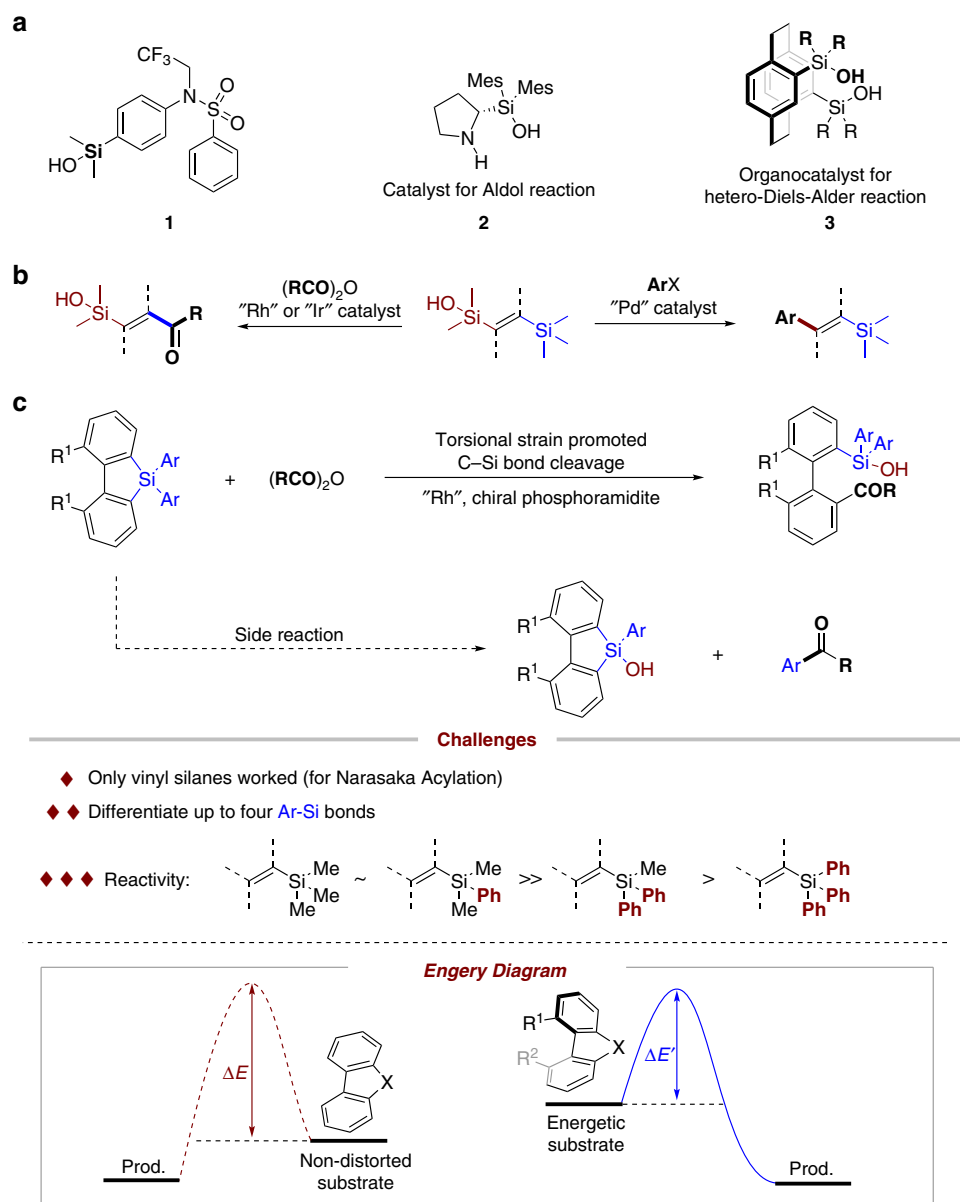 a
CF3
N
S
O
O
Si
HO
1
Mes
Mes
Si
OH
N
H
Catalyst for Aldol reaction
2
R
R
Si
OH
OH
Si
R
R
Organocatalyst for
hetero-Diels-Alder reaction
3
b
HO
Si
R
O
(RCO)2O
"Rh" or "Ir" catalyst
HO
Si
Si
ArX
"Pd" catalyst
Ar
Si
c
R1
R1
Si
Ar
Ar
+
(RCO)2O
Torsional strain promoted
C–Si bond cleavage
"Rh", chiral phosphoramidite
Ar
Ar
R1
Si
OH
R1
COR
Side reaction
R1
R1
Ar
Si
OH
+
O
Ar
R
Challenges
Only vinyl silanes worked (for Narasaka Acylation)
Differentiate up to four Ar-Si bonds
Reactivity:
Me
Si
Me
Me
~
Me
Si
Ph
Me
>>
Me
Si
Ph
Ph
>
Ph
Si
Ph
Ph
Engery Diagram
ΔE
X
Prod.
Non-distorted
substrate
R1
R2
X
ΔE′
Energetic
substrate
Prod.